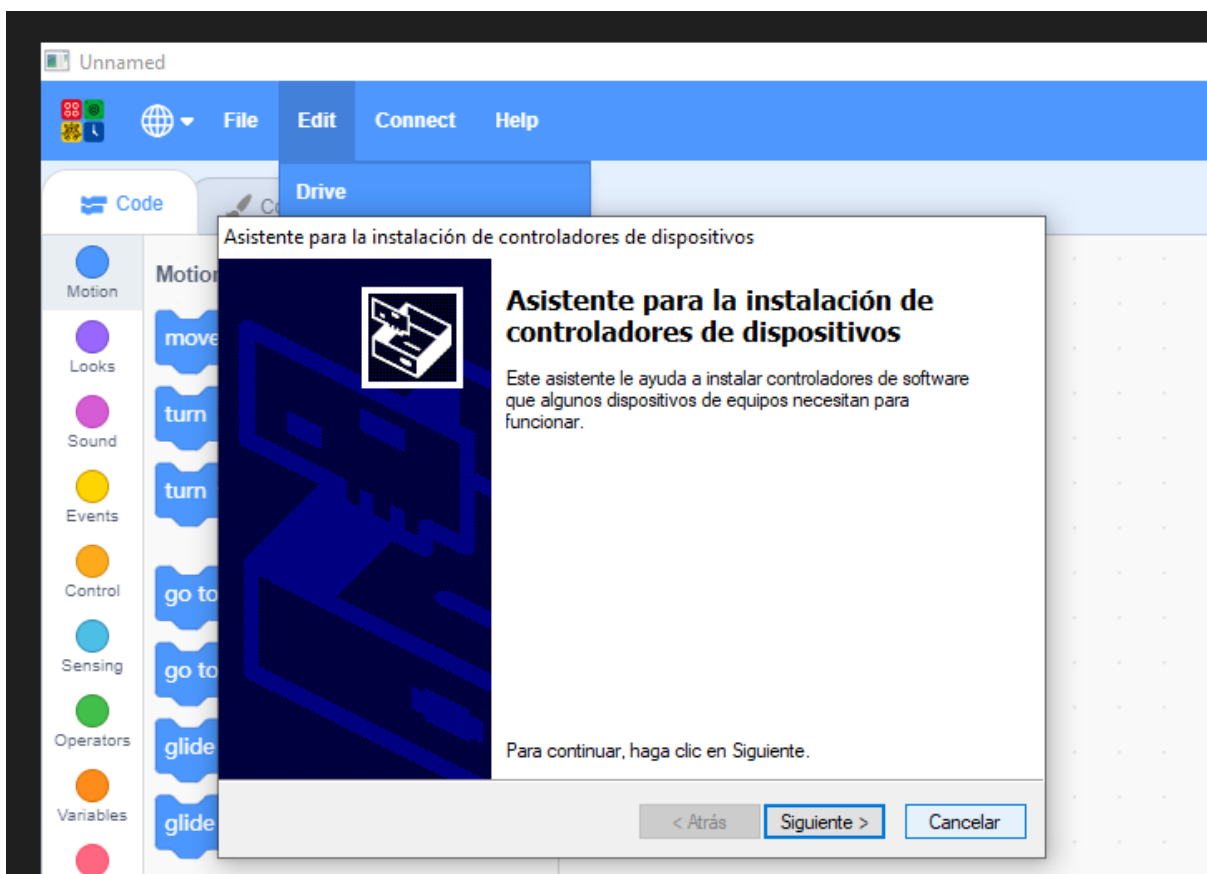 Unnamed
File Edit Connect Help
Code
Drive
Asistente para la instalación de controladores de dispositivos
Motion
Looks
Sound
Events
Control
Sensing
Operators
Variables
move
turn
turn
go to
go to
glide
glide
Asistente para la instalación de
controladores de dispositivos
Este asistente le ayuda a instalar controladores de software
que algunos dispositivos de equipos necesitan para
funcionar.
Para continuar, haga clic en Siguiente.
< Atrás Siguiente > Cancelar